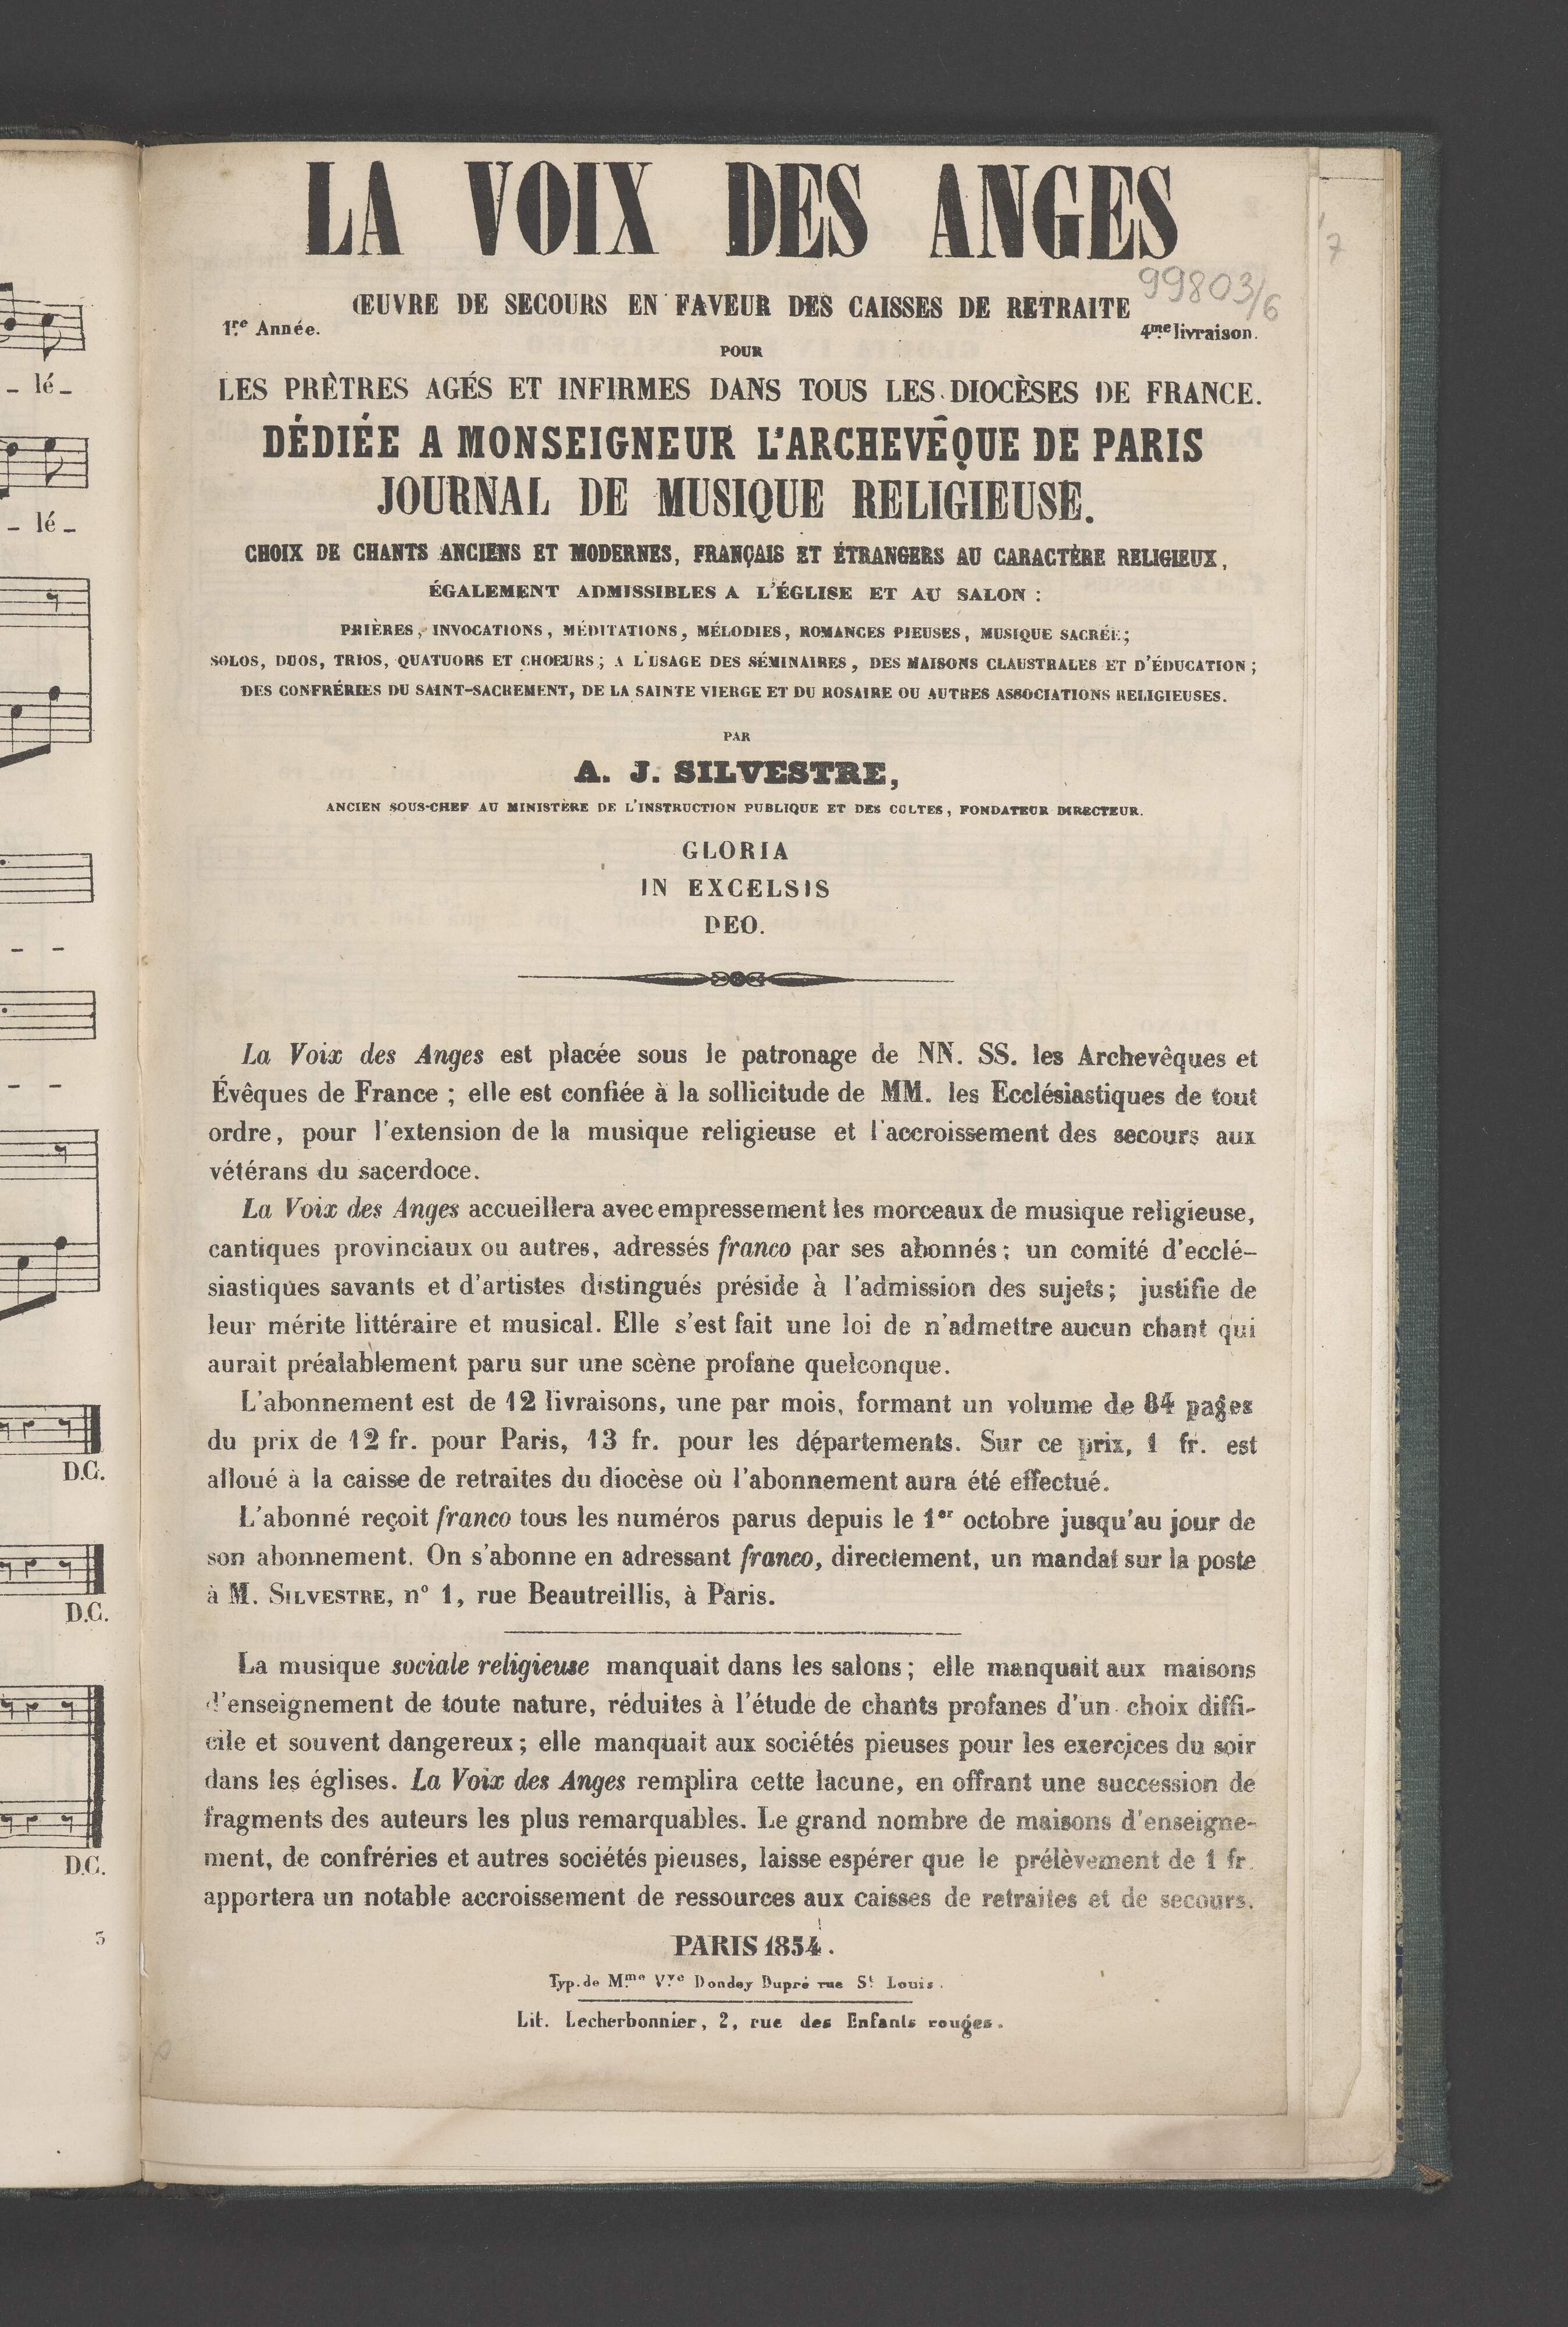 LA VOIX DES ANGES
99803/6
7
ŒUVRE DE SECOURS EN FAVEUR DES CAISSES DE RETRAITE
1re Année.
4me livraison.
POUR
LES PRÊTRES AGÉS ET INFIRMES DANS TOUS LES DIOCÈSES DE FRANCE.
DÉDIÉE A MONSEIGNEUR L'ARCHEVÊQUE DE PARIS
JOURNAL DE MUSIQUE RELIGIEUSE.
CHOIX DE CHANTS ANCIENS ET MODERNES, FRANÇAIS ET ÉTRANGERS AU CARACTÈRE RELIGIEUX,
ÉGALEMENT ADMISSIBLES A L'ÉGLISE ET AU SALON :
PRIÈRES, INVOCATIONS, MÉDITATIONS, MÉLODIES, ROMANCES PIEUSES, MUSIQUE SACRÉE;
SOLOS, DUOS, TRIOS, QUATUORS ET CHOEURS; A L'USAGE DES SÉMINAIRES, DES MAISONS CLAUSTRALES ET D'ÉDUCATION;
DES CONFRÉRIES DU SAINT-SACREMENT, DE LA SAINTE VIERGE ET DU ROSAIRE OU AUTRES ASSOCIATIONS RELIGIEUSES.
PAR
A. J. SILVESTRE,
ANCIEN SOUS-CHEF AU MINISTÈRE DE L'INSTRUCTION PUBLIQUE ET DES CULTES, FONDATEUR DIRECTEUR.
GLORIA
IN EXCELSIS
DEO.
La Voix des Anges est placée sous le patronage de NN. SS. les Archevêques et
Évêques de France ; elle est confiée à la sollicitude de MM. les Ecclésiastiques de tout
ordre, pour l'extension de la musique religieuse et l'accroissement des secours aux
vétérans du sacerdoce.
La Voix des Anges accueillera avec empressement les morceaux de musique religieuse,
cantiques provinciaux ou autres, adressés franco par ses abonnés; un comité d'ecclé-
siastiques savants et d'artistes distingués préside à l'admission des sujets; justifie de
leur mérite littéraire et musical. Elle s'est fait une loi de n'admettre aucun chant qui
aurait préalablement paru sur une scène profane quelconque.
L'abonnement est de 12 livraisons, une par mois, formant un volume de 84 pages
du prix de 12 fr. pour Paris, 13 fr. pour les départements. Sur ce prix, 1 fr. est
alloué à la caisse de retraites du diocèse où l'abonnement aura été effectué.
L'abonné reçoit franco tous les numéros parus depuis le 1er octobre jusqu'au jour de
son abonnement. On s'abonne en adressant franco, directement, un mandat sur la poste
à M. SILVESTRE, n° 1, rue Beautreillis, à Paris.
La musique sociale religieuse manquait dans les salons; elle manquait aux maisons
d'enseignement de toute nature, réduites à l'étude de chants profanes d'un choix diffi-
cile et souvent dangereux; elle manquait aux sociétés pieuses pour les exercices du soir
dans les églises. La Voix des Anges remplira cette lacune, en offrant une succession de
fragments des auteurs les plus remarquables. Le grand nombre de maisons d'enseigne-
ment, de confréries et autres sociétés pieuses, laisse espérer que le prélèvement de 1 fr.
apportera un notable accroissement de ressources aux caisses de retraites et de secours.
PARIS 1854.
Typ. de Mme Vve Dondey Dupré rue St Louis.
Lit. Lecherbonnier, 2, rue des Enfants rouges.
_ lé _
_ lé _
D.C.
D.C.
D.C.
3